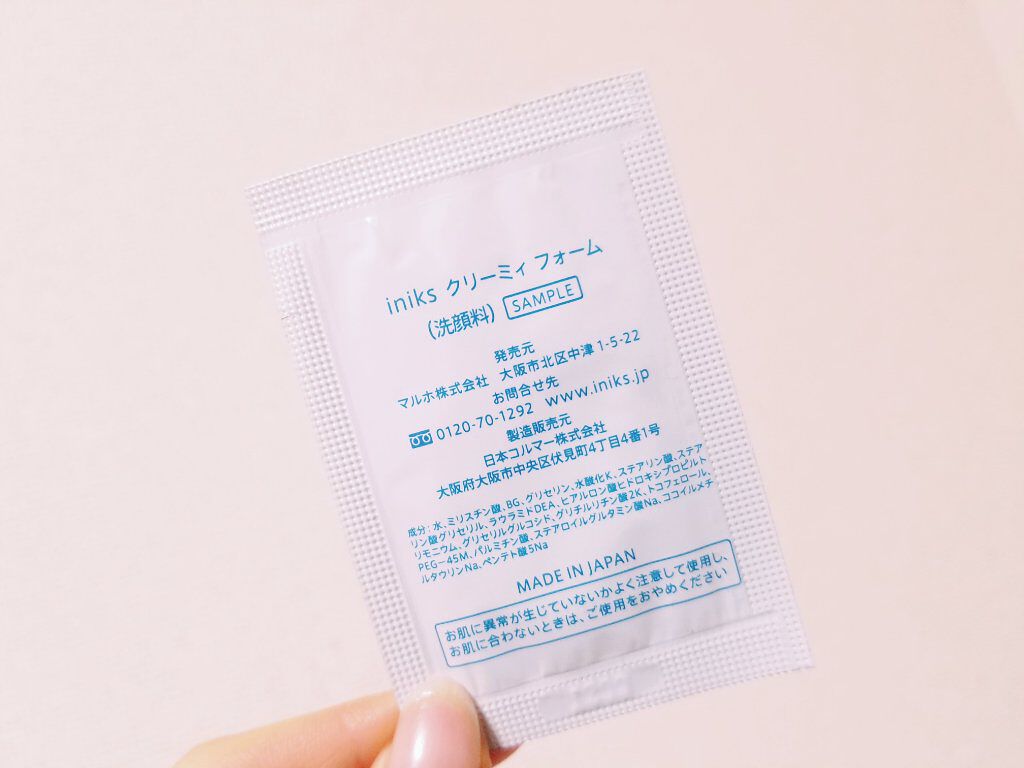 iniks クリーミィ フォーム
(洗顔料) SAMPLE
発売元
マルホ株式会社 大阪市北区中津1-5-22
お問合せ先
0120-70-1292 www.iniks.jp
製造販売元
日本コルマー株式会社
大阪府大阪市中央区伏見町4丁目4番1号
成分:水、ミリスチン酸、BG、グリセリン、水酸化K、ステアリン酸、ステア
リン酸グリセリル、ラウラミドDEA、ヒアルロン酸ヒドロキシプロピルト
リモニウム、グリセリルグルコシド、グリチルリチン酸2K、トコフェロール、
PEG-45M、パルミチン酸、ステアロイルグルタミン酸Na、ココイルメチ
ルタウリンNa、ペンテト酸5Na
MADE IN JAPAN
お肌に異常が生じていないかよく注意して使用し、
お肌に合わないときは、ご使用をおやめください